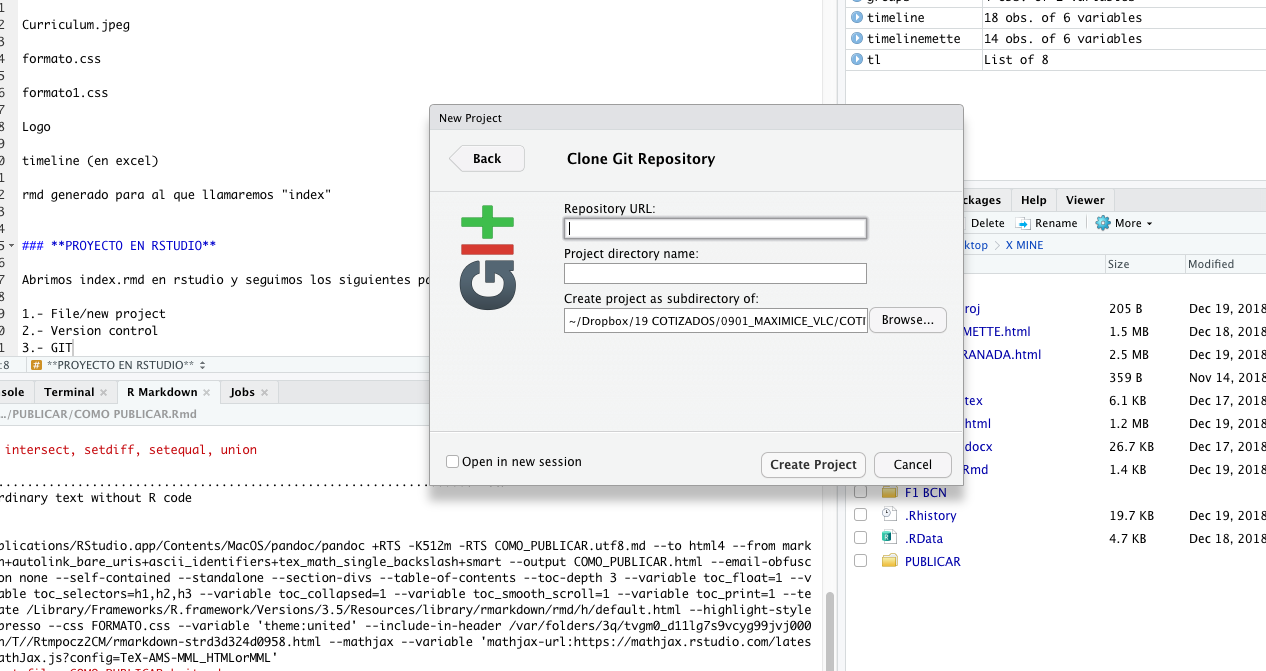 Curriculum.jpeg
formato.css
formato1.css
Logo
timeline (en excel)
rmd generado para al que llamaremos "index"
### **PROYECTO EN RSTUDIO**
Abrimos index.rmd en rstudio y seguimos los siguientes
1.- File/new project
2.- Version control
3.- GIT
:8 **PROYECTO EN RSTUDIO**
sole Terminal R Markdown Jobs
.../PUBLICAR/COMO PUBLICAR.Rmd
intersect, setdiff, setequal, union
rdinary text without R code
plications/RStudio.app/Contents/MacOS/pandoc/pandoc +RTS -K512m -RTS COMO_PUBLICAR.utf8.md --to html4 --from mark
n+autolink_bare_uris+ascii_identifiers+tex_math_single_backslash+smart --output COMO_PUBLICAR.html --email-obfusc
on none --self-contained --standalone --section-divs --table-of-contents --toc-depth 3 --variable toc_float=1 --v
able toc_selectors=h1,h2,h3 --variable toc_collapsed=1 --variable toc_smooth_scroll=1 --variable toc_print=1 --te
ate /Library/Frameworks/R.framework/Versions/3.5/Resources/library/rmarkdown/rmd/h/default.html --highlight-style
presso --css FORMATO.css --variable 'theme:united' --include-in-header /var/folders/3q/tvgm0_d11lg7s9vcyg99jvj000
n/T//RtmpoczZCM/rmarkdown-strd3d324d0958.html --mathjax --variable 'mathjax-url:https://mathjax.rstudio.com/lates
athJax.js?config=TeX-AMS-MML_HTMLorMML'
New Project
Back
Clone Git Repository
Git
Repository URL:
Project directory name:
Create project as subdirectory of:
~/Dropbox/19 COTIZADOS/0901_MAXIMICE_VLC/COTI
Browse...
Open in new session
Create Project
Cancel
timeline 18 obs. of 6 variables
timelinemette 14 obs. of 6 variables
tl List of 8
ckages Help Viewer
Delete Rename More
ktop X MINE
Size Modified
roj 205 B Dec 19, 2018
METTE.html 1.5 MB Dec 18, 2018
RANADA.html 2.5 MB Dec 19, 2018
359 B Nov 14, 2018
tex 6.1 KB Dec 17, 2018
html 1.2 MB Dec 19, 2018
docx 26.7 KB Dec 17, 2018
Rmd 1.4 KB Dec 19, 2018
F1 BCN
.Rhistory 19.7 KB Dec 19, 2018
.RData 4.7 KB Dec 18, 2018
PUBLICAR